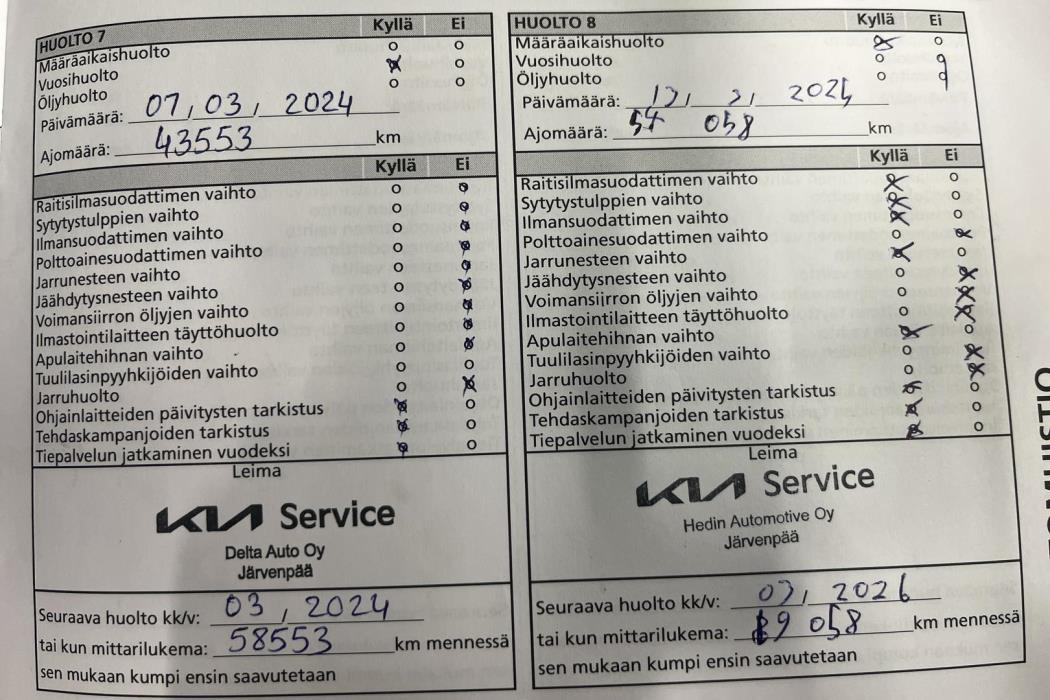 HUOLTO 7 Kyllä Ei
Määräaikaishuolto
Vuosihuolto
Öljyhuolto
Päivämäärä: 07, 03, 2024
Ajomäärä: 43553 km
Kyllä Ei
Raitisilmasuodattimen vaihto
Sytytystulppien vaihto
Ilmansuodattimen vaihto
Polttoainesuodattimen vaihto
Jarrunesteen vaihto
Jäähdytysnesteen vaihto
Voimansiirron öljyjen vaihto
Ilmastointilaitteen täyttöhuolto
Apulaitehihnan vaihto
Tuulilasinpyyhkijöiden vaihto
Jarruhuolto
Ohjainlaitteiden päivitysten tarkistus
Tehdaskampanjoiden tarkistus
Tiepalvelun jatkaminen vuodeksi
Leima
KIA Service
Delta Auto Oy
Järvenpää
Seuraava huolto kk/v: 03, 2024
tai kun mittarilukema: 58553 km mennessä
sen mukaan kumpi ensin saavutetaan
HUOLTO 8 Kyllä Ei
Määräaikaishuolto
Vuosihuolto
Öljyhuolto
Päivämäärä:
Ajomäärä: 54 058 km
Kyllä Ei
Raitisilmasuodattimen vaihto
Sytytystulppien vaihto
Ilmansuodattimen vaihto
Polttoainesuodattimen vaihto
Jarrunesteen vaihto
Jäähdytysnesteen vaihto
Voimansiirron öljyjen vaihto
Ilmastointilaitteen täyttöhuolto
Apulaitehihnan vaihto
Tuulilasinpyyhkijöiden vaihto
Jarruhuolto
Ohjainlaitteiden päivitysten tarkistus
Tehdaskampanjoiden tarkistus
Tiepalvelun jatkaminen vuodeksi
Leima
KIA Service
Hedin Automotive Oy
Järvenpää
Seuraava huolto kk/v: 2026
tai kun mittarilukema: 9 058 km mennessä
sen mukaan kumpi ensin saavutetaan